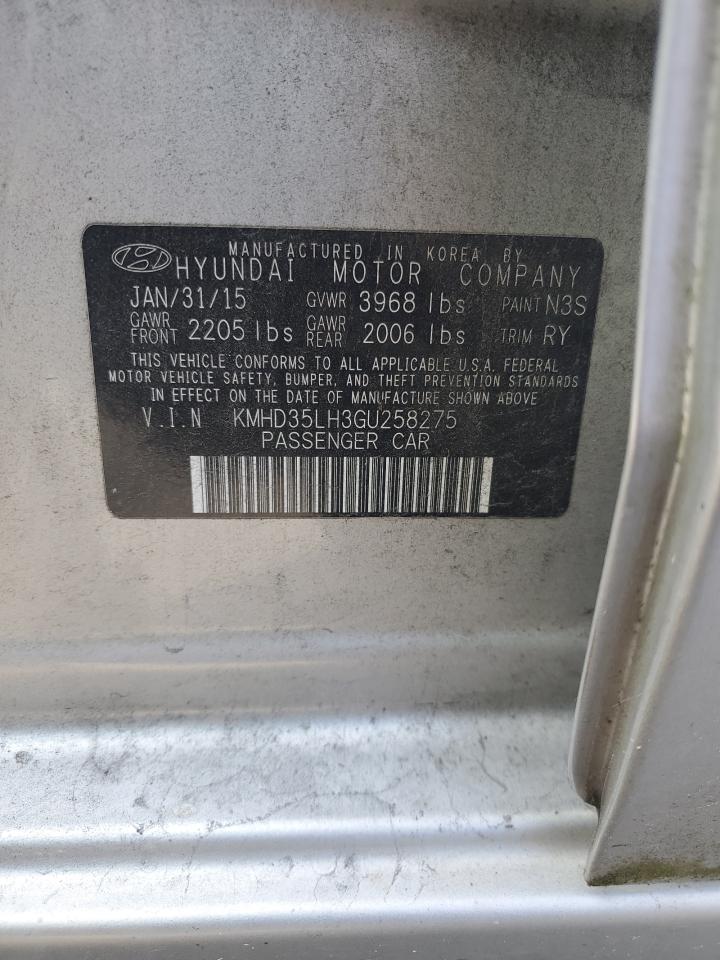 MANUFACTURED IN KOREA BY
HYUNDAI MOTOR COMPANY
JAN/31/15 GVWR 3968 lbs PAINT N3S
GAWR FRONT 2205 lbs GAWR REAR 2006 lbs TRIM RY
THIS VEHICLE CONFORMS TO ALL APPLICABLE U.S.A. FEDERAL
MOTOR VEHICLE SAFETY, BUMPER, AND THEFT PREVENTION STANDARDS
IN EFFECT ON THE DATE OF MANUFACTURE SHOWN ABOVE
V.I.N KMHD35LH3GU258275
PASSENGER CAR